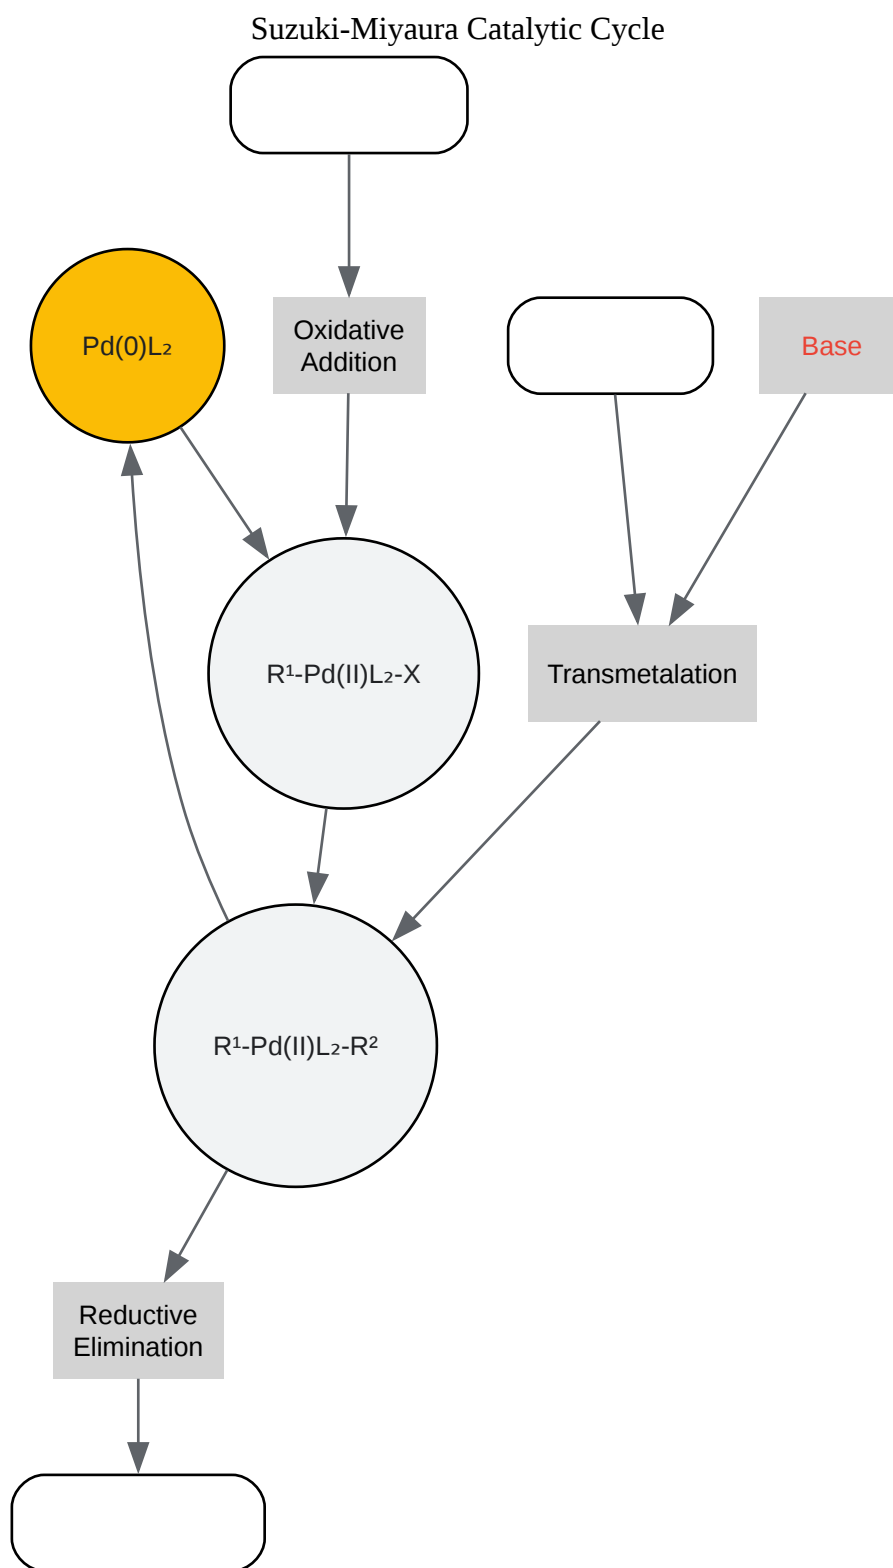 Suzuki-Miyaura Catalytic Cycle
Pd(0)L₂
Oxidative
Addition
Base
R¹-Pd(II)L₂-X
Transmetalation
R¹-Pd(II)L₂-R²
Reductive
Elimination